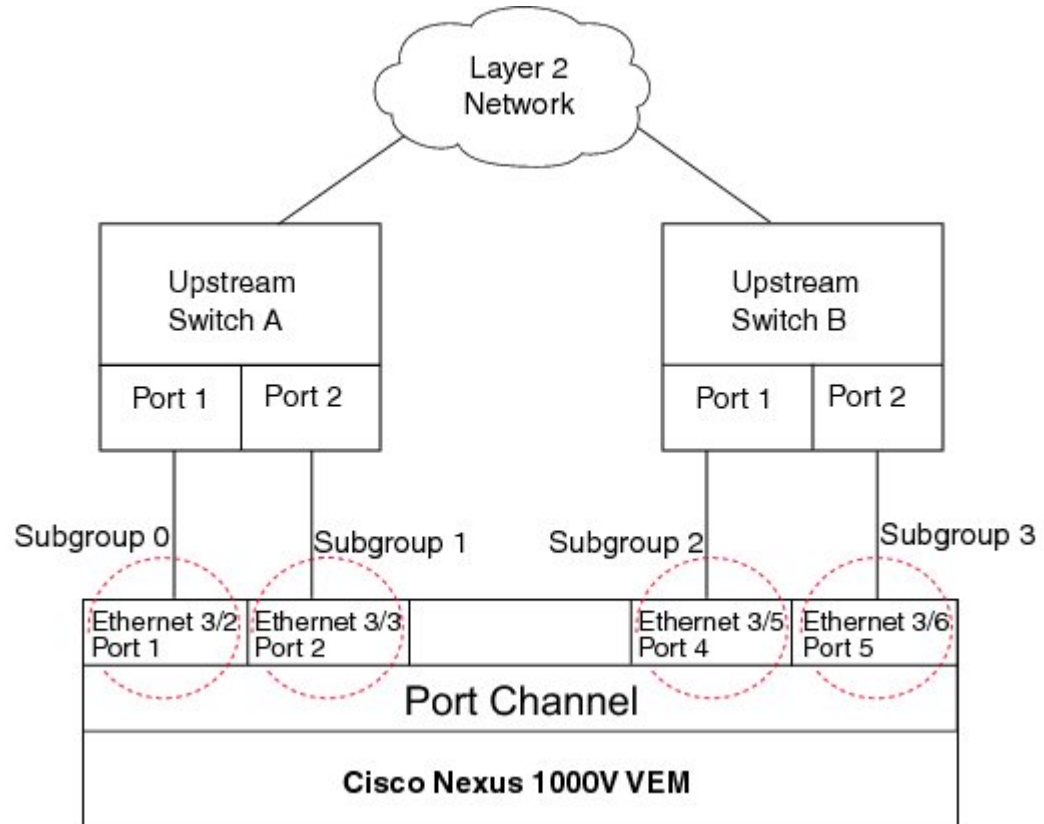 Layer 2
Network
Upstream
Switch A
Upstream
Switch B
Port 1
Port 2
Port 1
Port 2
Subgroup 0
Subgroup 1
Subgroup 2
Subgroup 3
Ethernet 3/2
Port 1
Ethernet 3/3
Port 2
Ethernet 3/5
Port 4
Ethernet 3/6
Port 5
Port Channel
Cisco Nexus 1000V VEM